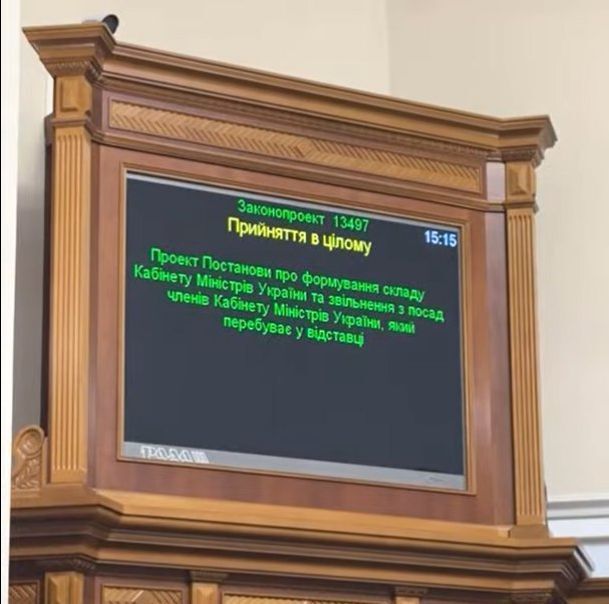 Законопроект 13497
Прийняття в цілому
15:15
Проект Постанови про формування складу
Кабінету Міністрів України та звільнення з посад
членів Кабінету Міністрів України, який
перебуває у відставці